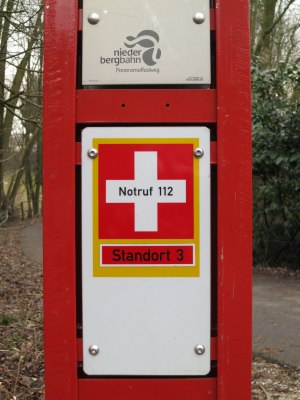 nieder
bergbahn
PanoramaRadweg
Notruf 112
Standort 3